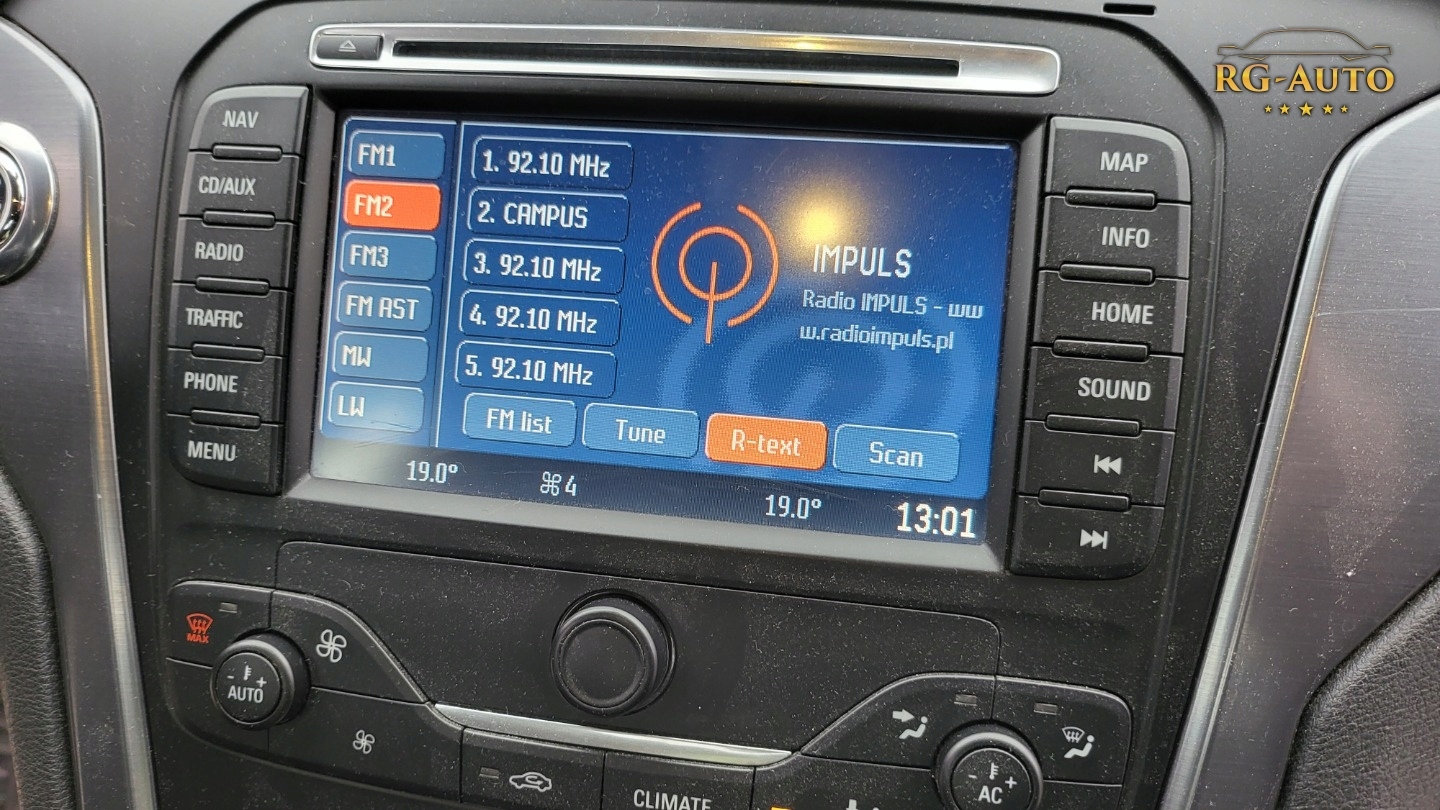 RG-AUTO
NAV
CD/AUX
RADIO
TRAFFIC
PHONE
MENU
FM1
FM2
FM3
FM AST
MW
LW
1. 92.10 MHz
2. CAMPUS
3. 92.10 MHz
4. 92.10 MHz
5. 92.10 MHz
IMPULS
Radio IMPULS - ww
w.radioimpuls.pl
FM list
Tune
R-text
Scan
19.0°
4
19.0°
13:01
MAP
INFO
HOME
SOUND
MAX
- +
AUTO
CLIMATE
- +
AC